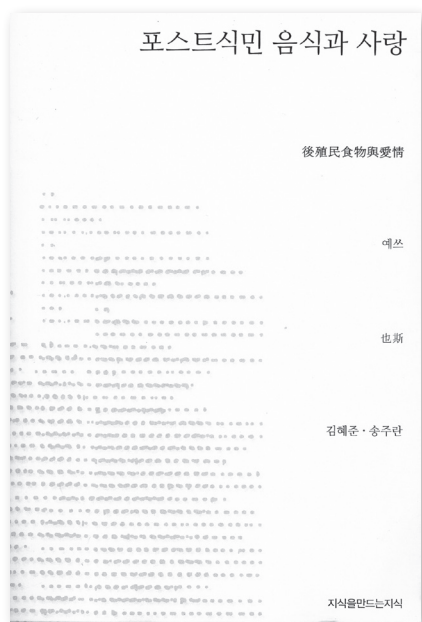 포스트식민 음식과 사랑
後殖民食物與愛情
예쓰
也斯
김혜준・송주란
지식을만드는지식